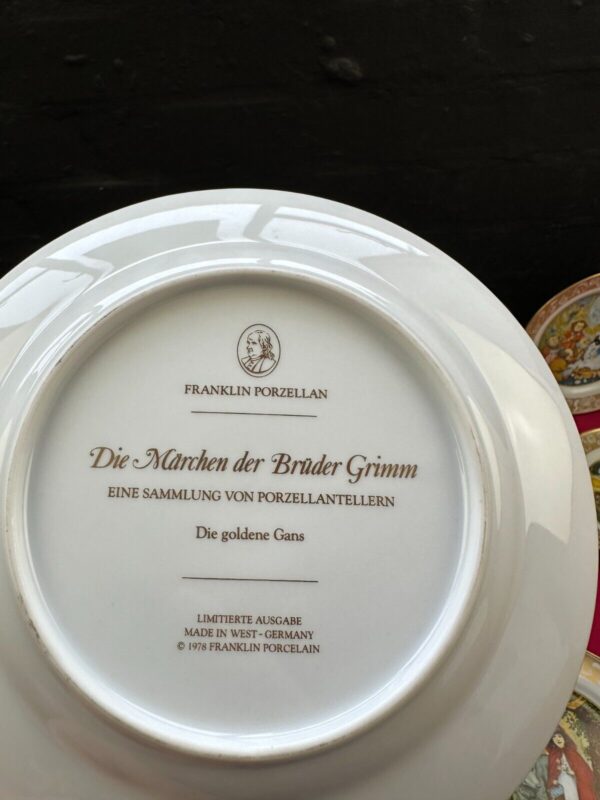 FRANKLIN PORZELLAN
Die Märchen der Brüder Grimm
EINE SAMMLUNG VON PORZELLANTELLERN
Die goldene Gans
LIMITIERTE AUSGABE
MADE IN WEST-GERMANY
© 1978 FRANKLIN PORCELAIN